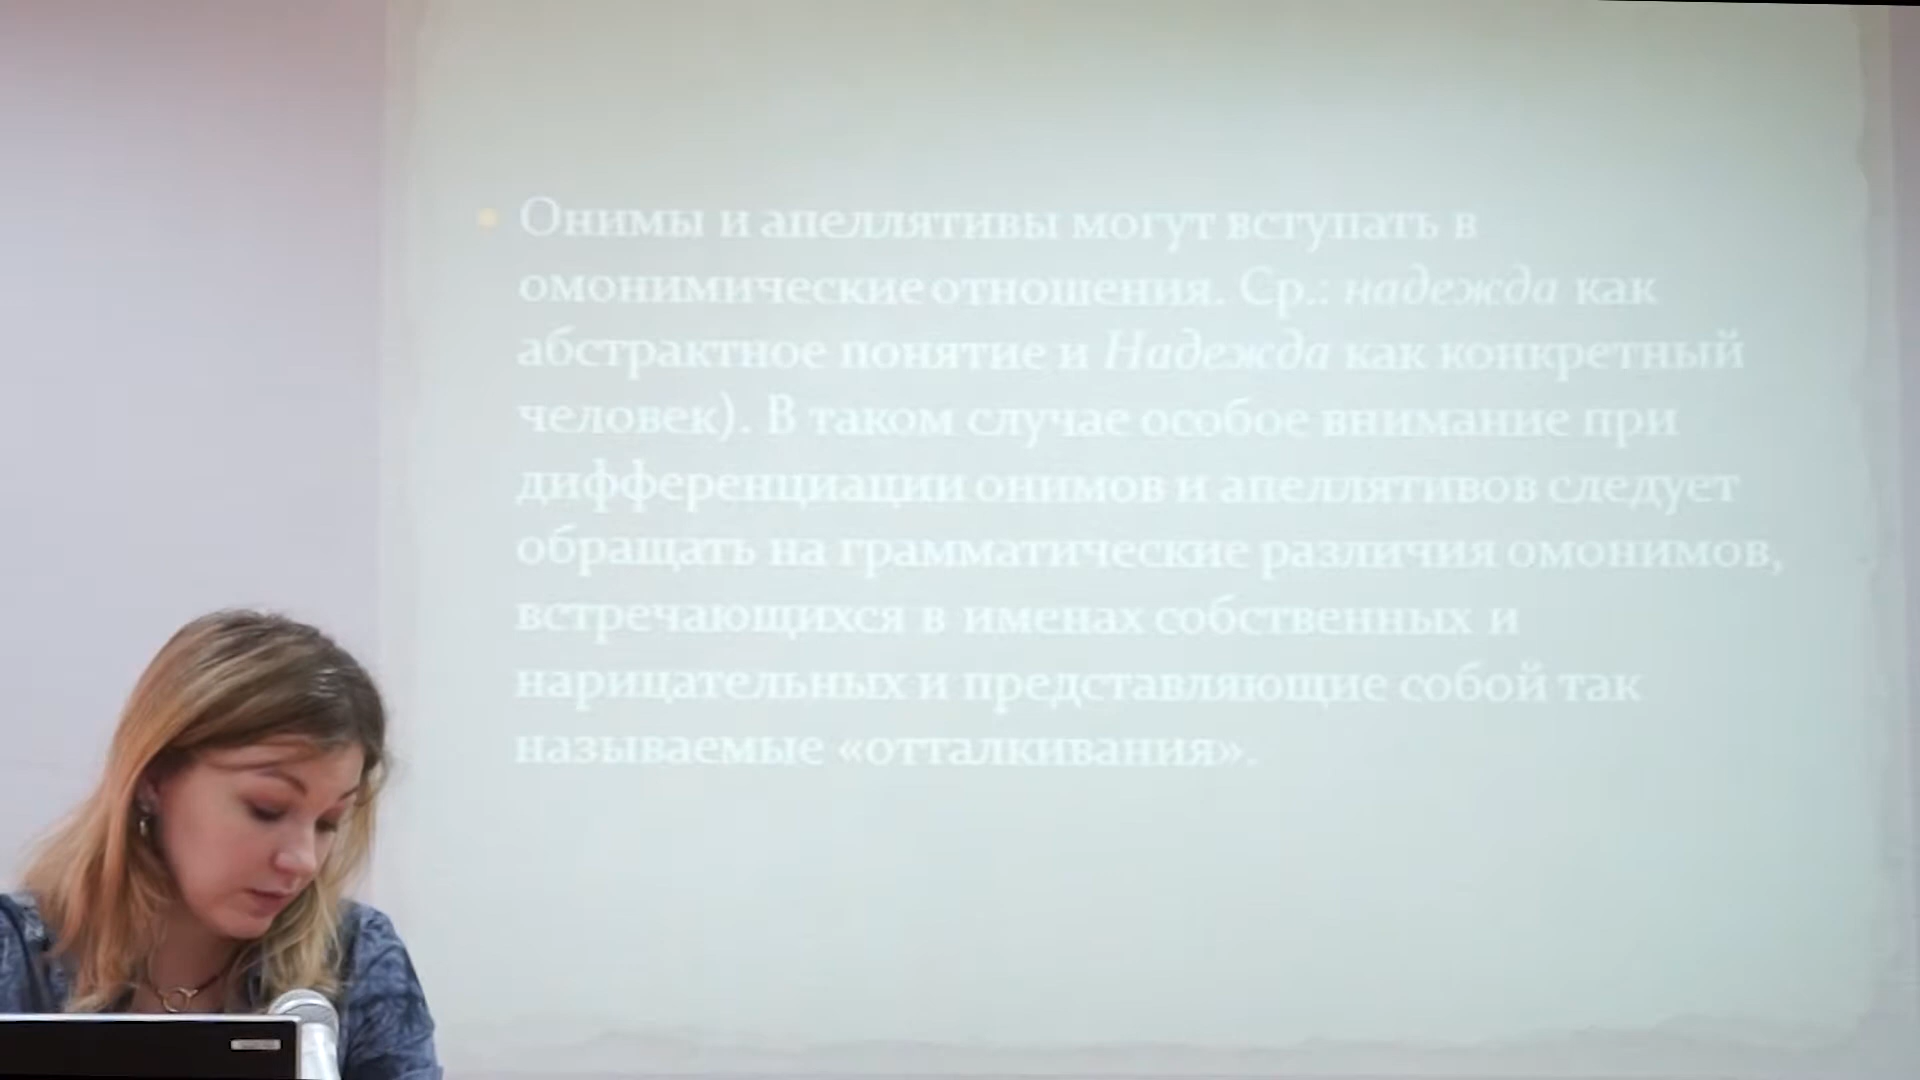 • Онимы и апеллятивы могут вступать в
омонимические отношения. Ср.: надежда как
абстрактное понятие и Надежда как конкретный
человек). В таком случае особое внимание при
дифференциации онимов и апеллятивов следует
обращать на грамматические различия омонимов,
встречающихся в именах собственных и
нарицательных и представляющие собой так
называемые «отталкивания».